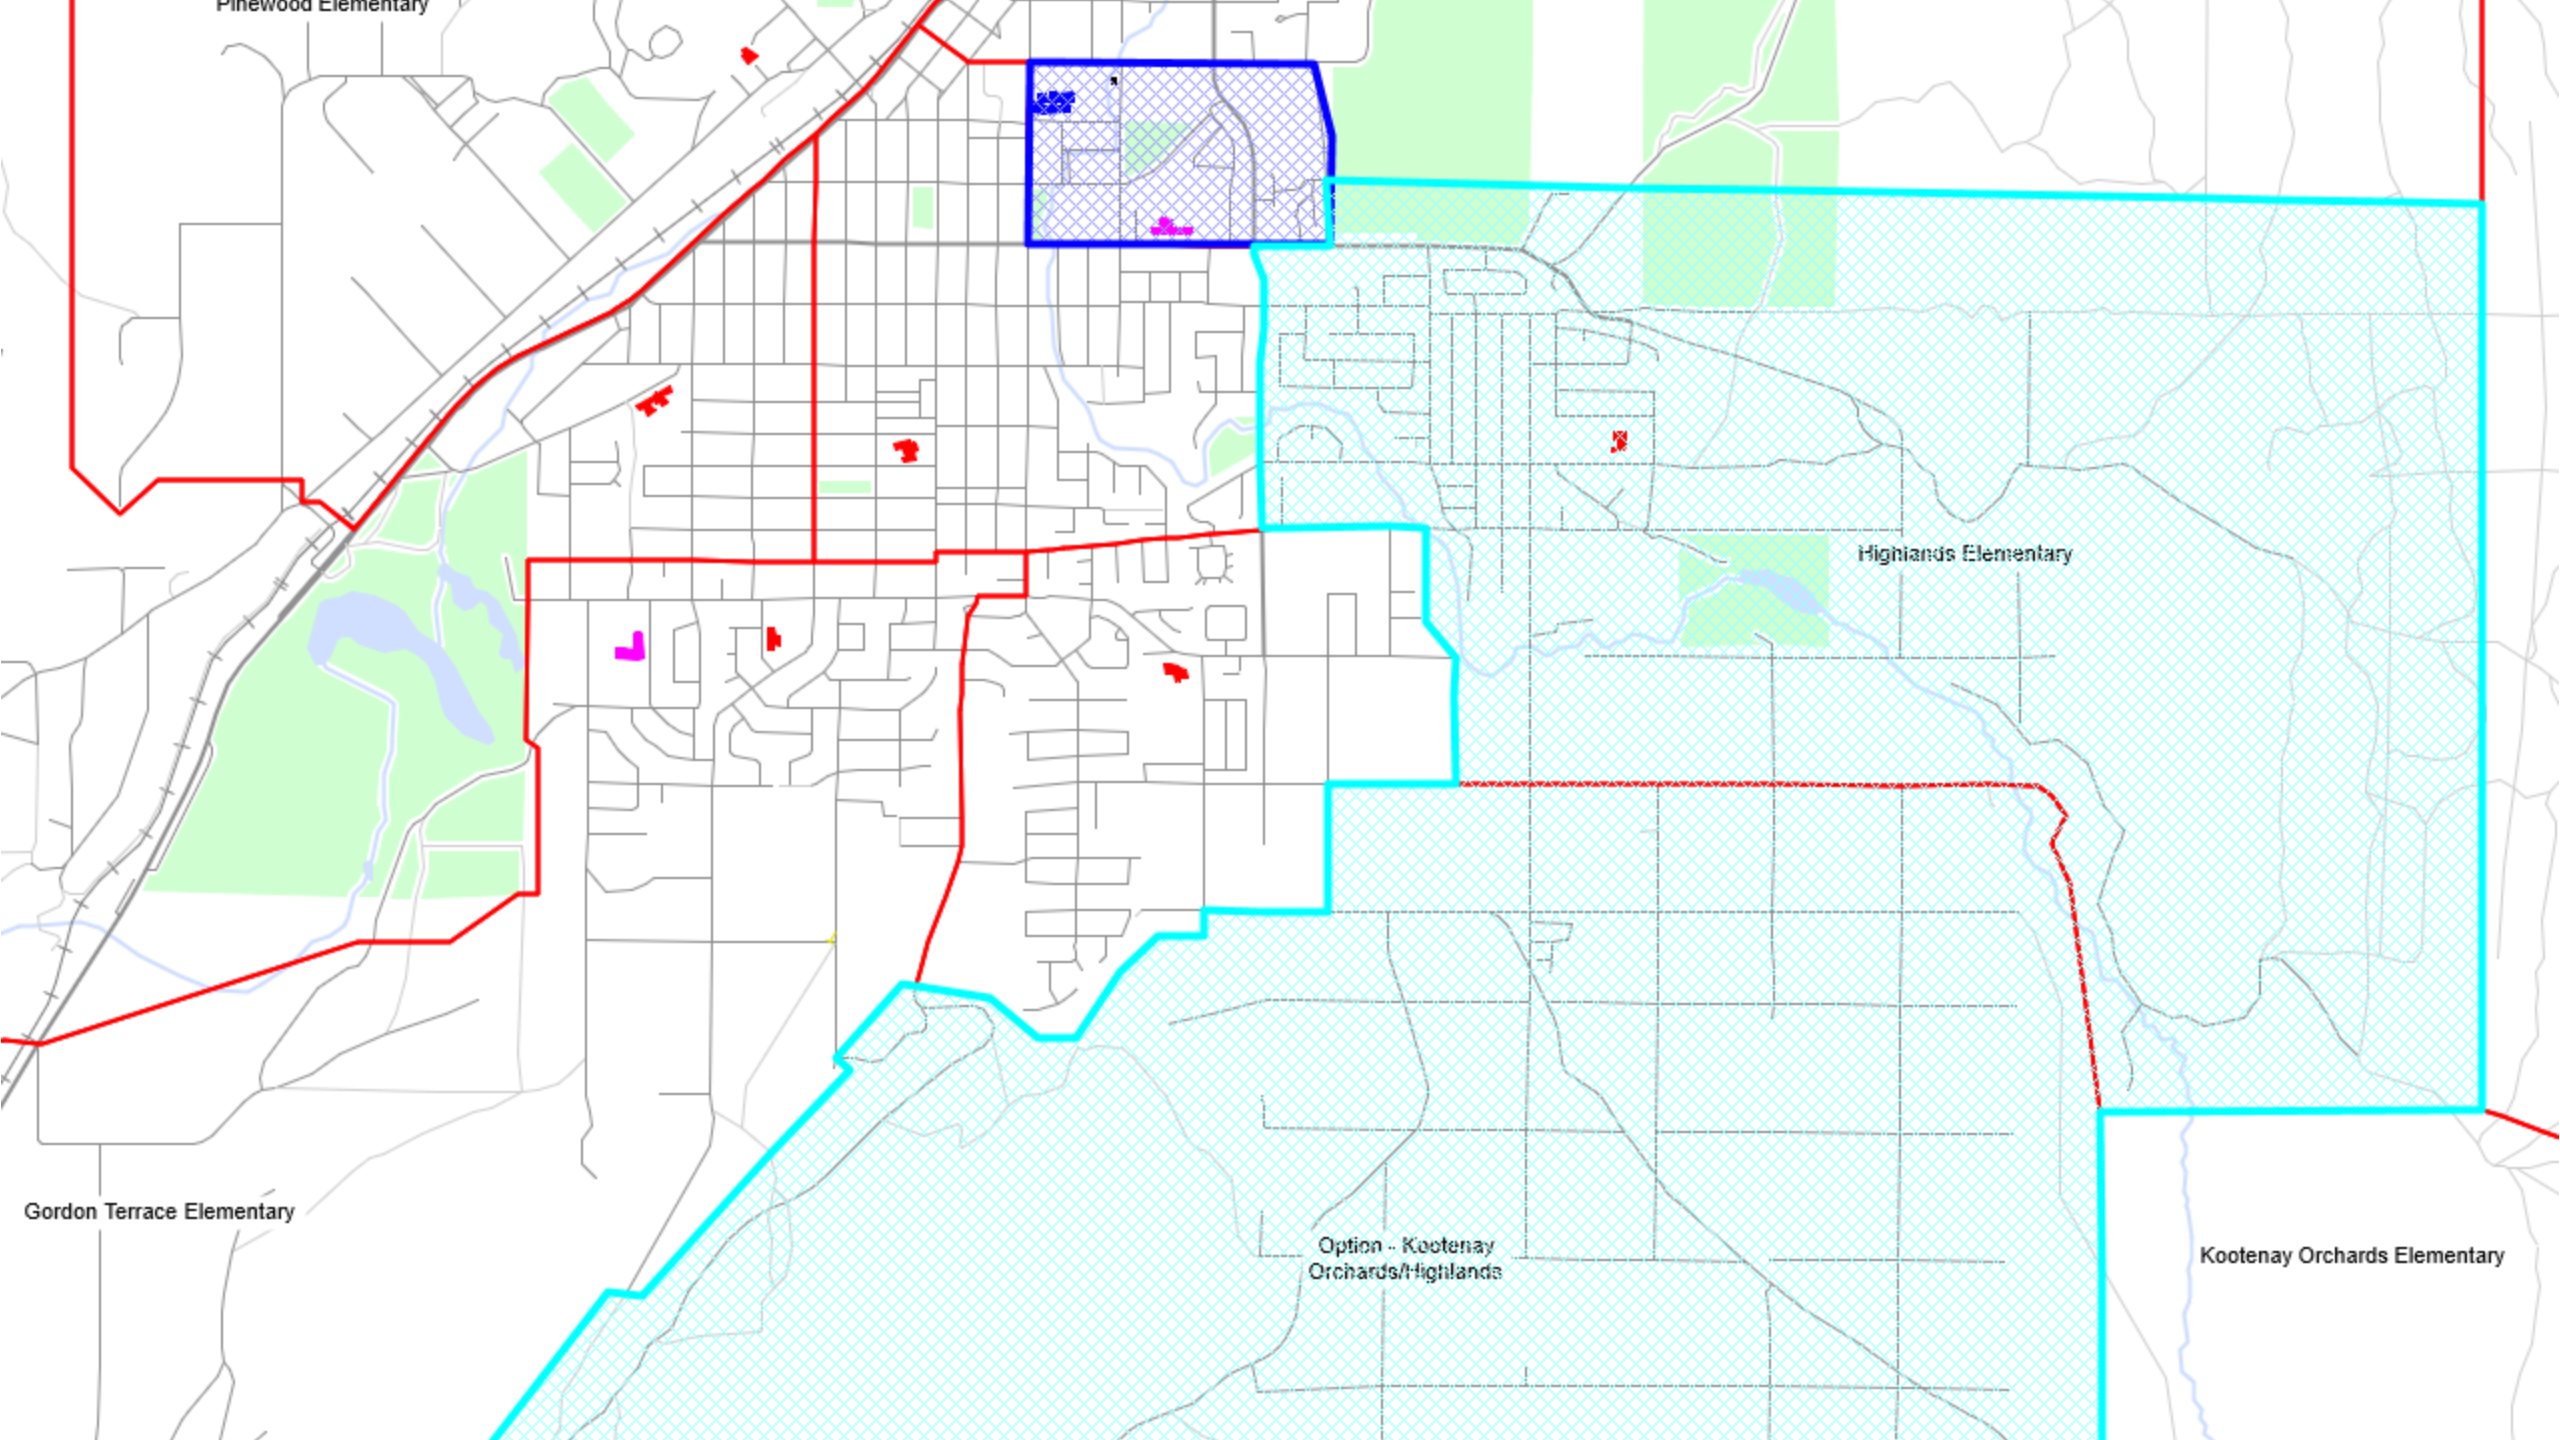 Pinewood Elementary
Highlands Elementary
Gordon Terrace Elementary
Option - Kootenay
Orchards/Highlands
Kootenay Orchards Elementary